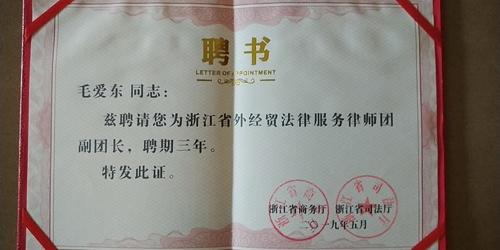 聘书
LETTER OF APPOINTMENT
毛爱东 同志：
兹聘请您为浙江省外经贸法律服务律师团
副团长，聘期三年。
特发此证。
浙江省商务厅 浙江省司法厅
二〇一九年五月